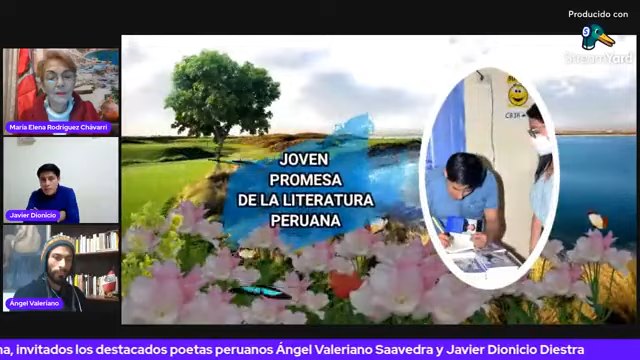 Producido con
StreamYard
María Elena Rodríguez Chávarri
Javier Dionicio
Ángel Valeriano
JOVEN
PROMESA
DE LA LITERATURA
PERUANA
CAJA
na, invitados los destacados poetas peruanos Ángel Valeriano Saavedra y Javier Dionicio Diestra